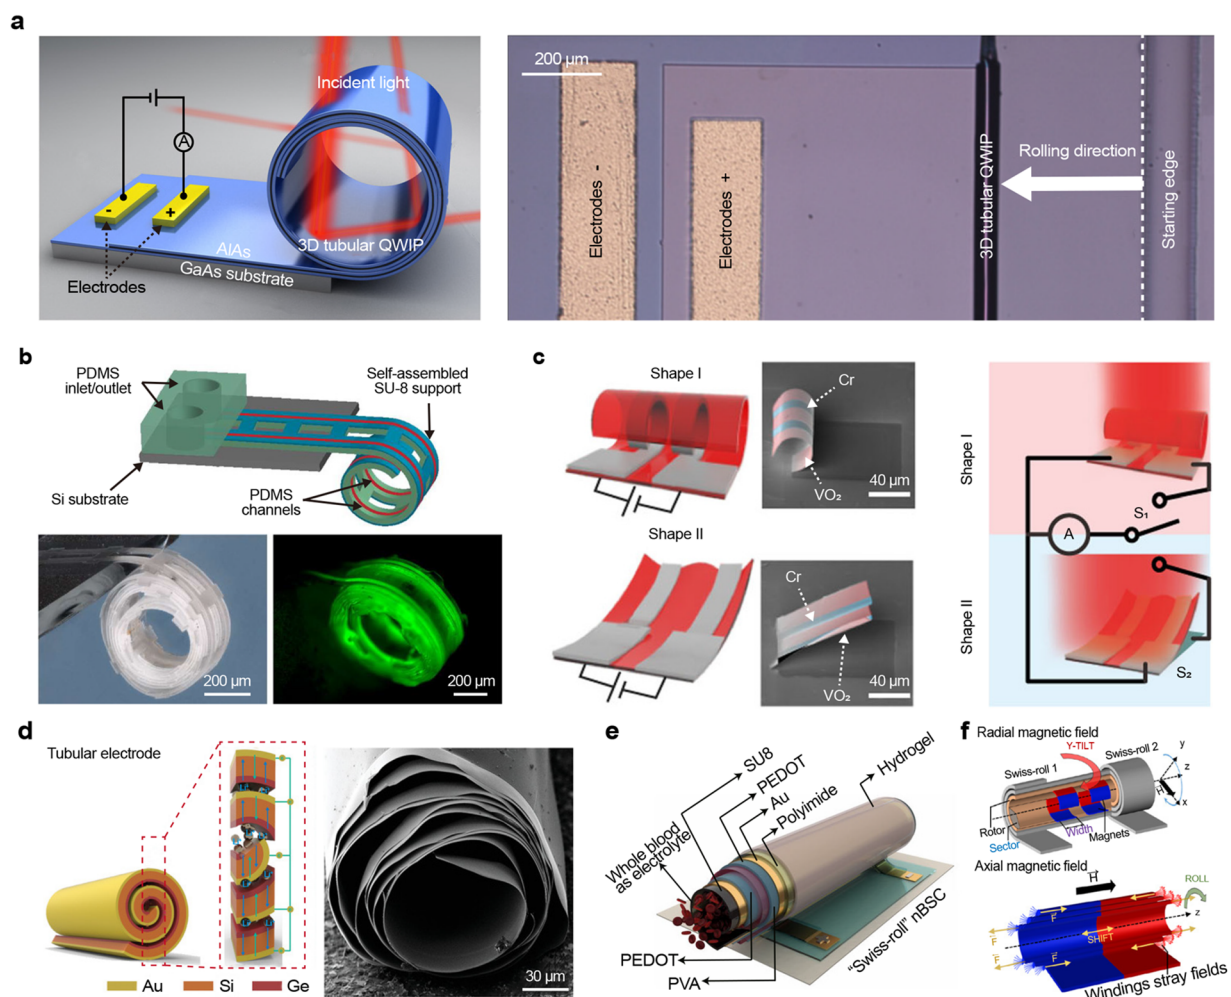 a
Incident light
A
-
+
3D tubular QWIP
AlAs
GaAs substrate
Electrodes
200 µm
Electrodes -
Electrodes +
3D tubular QWIP
Rolling direction
Starting edge
b
PDMS
inlet/outlet
Self-assembled
SU-8 support
Si substrate
PDMS
channels
200 µm
200 µm
c
Shape I
Cr
VO₂
40 µm
Shape II
Cr
VO₂
40 µm
Shape I
S₁
A
Shape II
S₂
d
Tubular electrode
Au
Si
Ge
30 µm
e
SU8
PEDOT
Au
Polyimide
Hydrogel
Whole blood
as electrolyte
PEDOT
PVA
"Swiss-roll" nBSC
f
Radial magnetic field
Y-TILT
Swiss-roll 2
Swiss-roll 1
y
z
H
x
Rotor
Sector
Width
Magnets
Axial magnetic field
H
ROLL
z
F
F
SHIFT
F
F
F
Windings stray fields